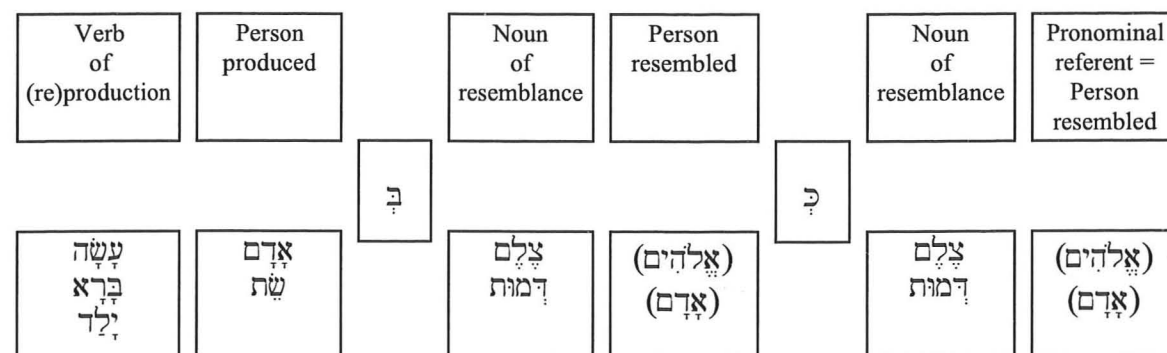 Verb
of
(re)production
Person
produced
Noun
of
resemblance
Person
resembled
Noun
of
resemblance
Pronominal
referent =
Person
resembled
בְּ
כְּ
עָשָׂה
בָּרָא
יָלַד
אָדָם
שֵׁת
צֶלֶם
דְּמוּת
(אֱלֹהִים)
(אָדָם)
צֶלֶם
דְּמוּת
(אֱלֹהִים)
(אָדָם)